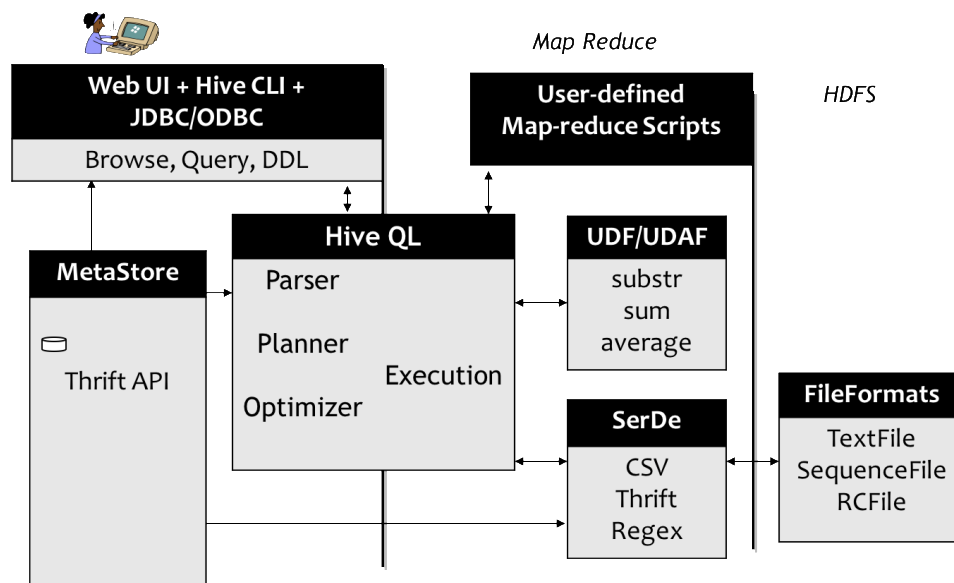 Map Reduce
HDFS
Web UI + Hive CLI +
JDBC/ODBC
Browse, Query, DDL
User-defined
Map-reduce Scripts
MetaStore
Thrift API
Hive QL
Parser
Planner
Optimizer
Execution
UDF/UDAF
substr
sum
average
SerDe
CSV
Thrift
Regex
FileFormats
TextFile
SequenceFile
RCFile